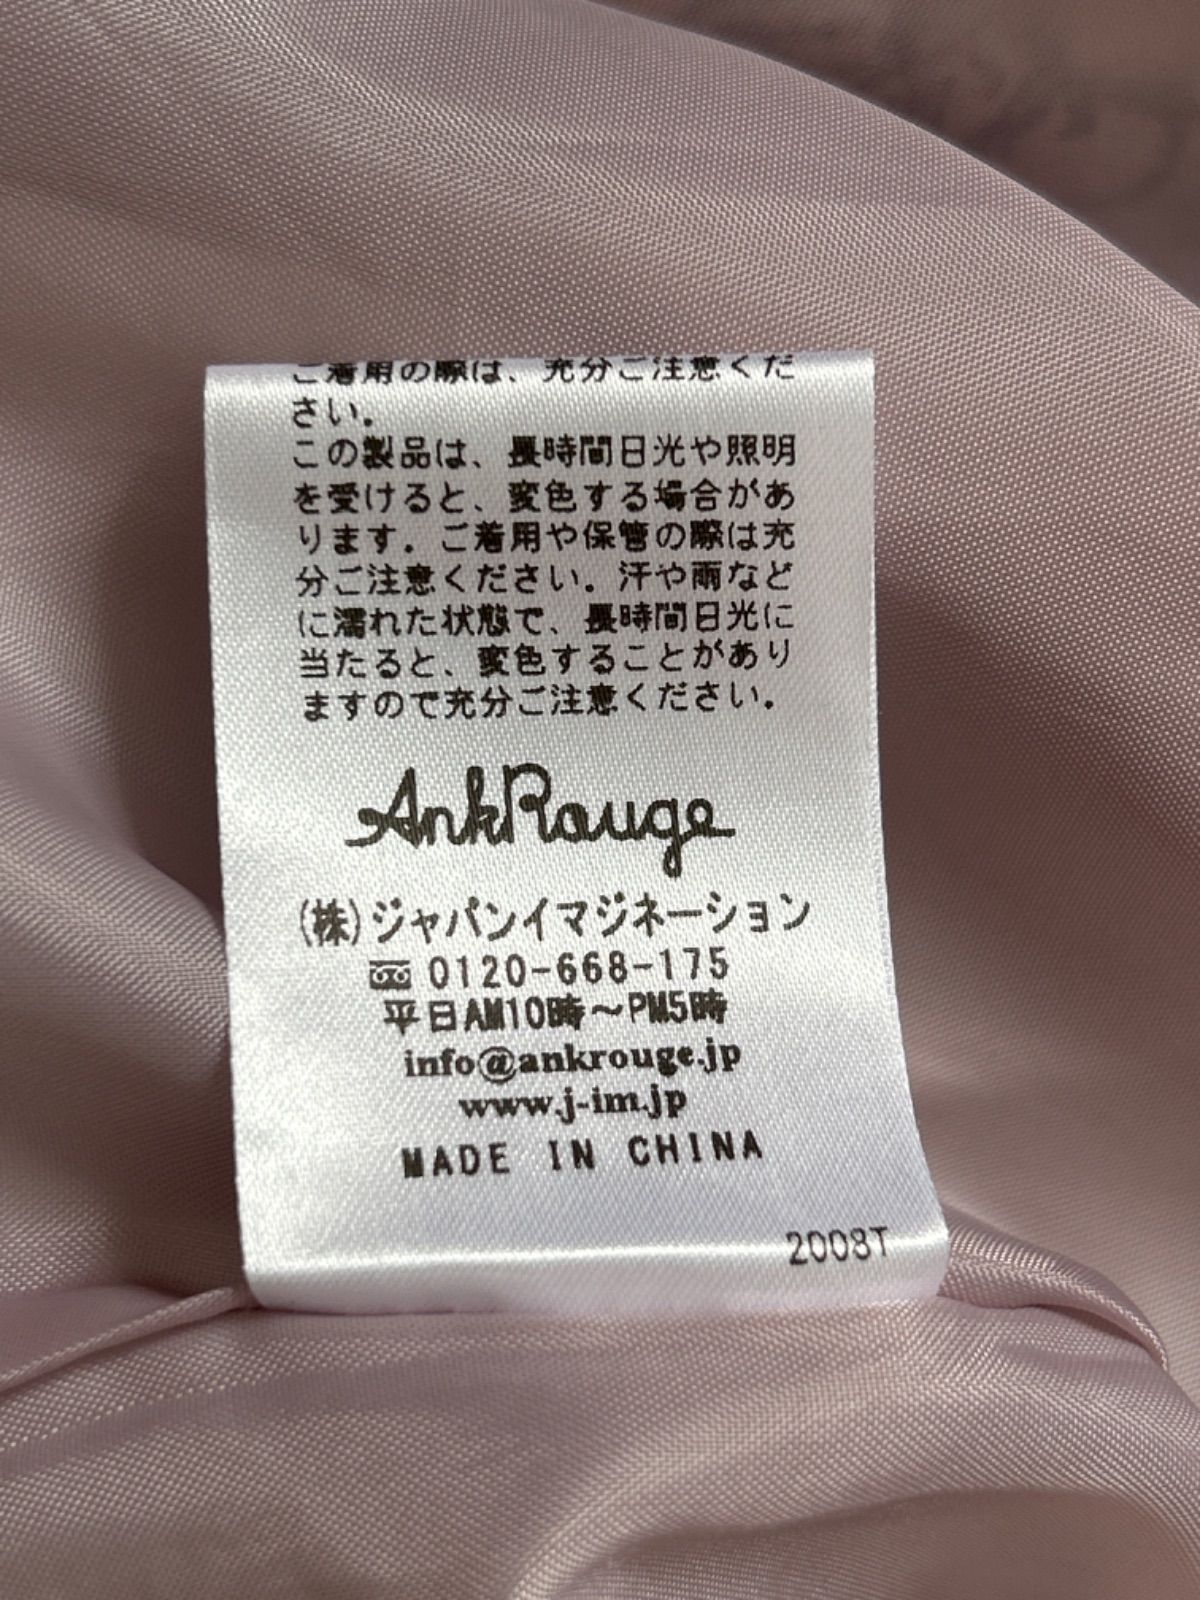 ご着用の際は、充分ご注意くだ
さい。
この製品は、長時間日光や照明
を受けると、変色する場合があ
ります。ご着用や保管の際は充
分ご注意ください。汗や雨など
に濡れた状態で、長時間日光に
当たると、変色することがあり
ますので充分ご注意ください。
AnkRouge
(株)ジャパンイマジネーション
0120-668-175
平日AM10時～PM5時
info@ankrouge.jp
www.j-im.jp
MADE IN CHINA
2008T